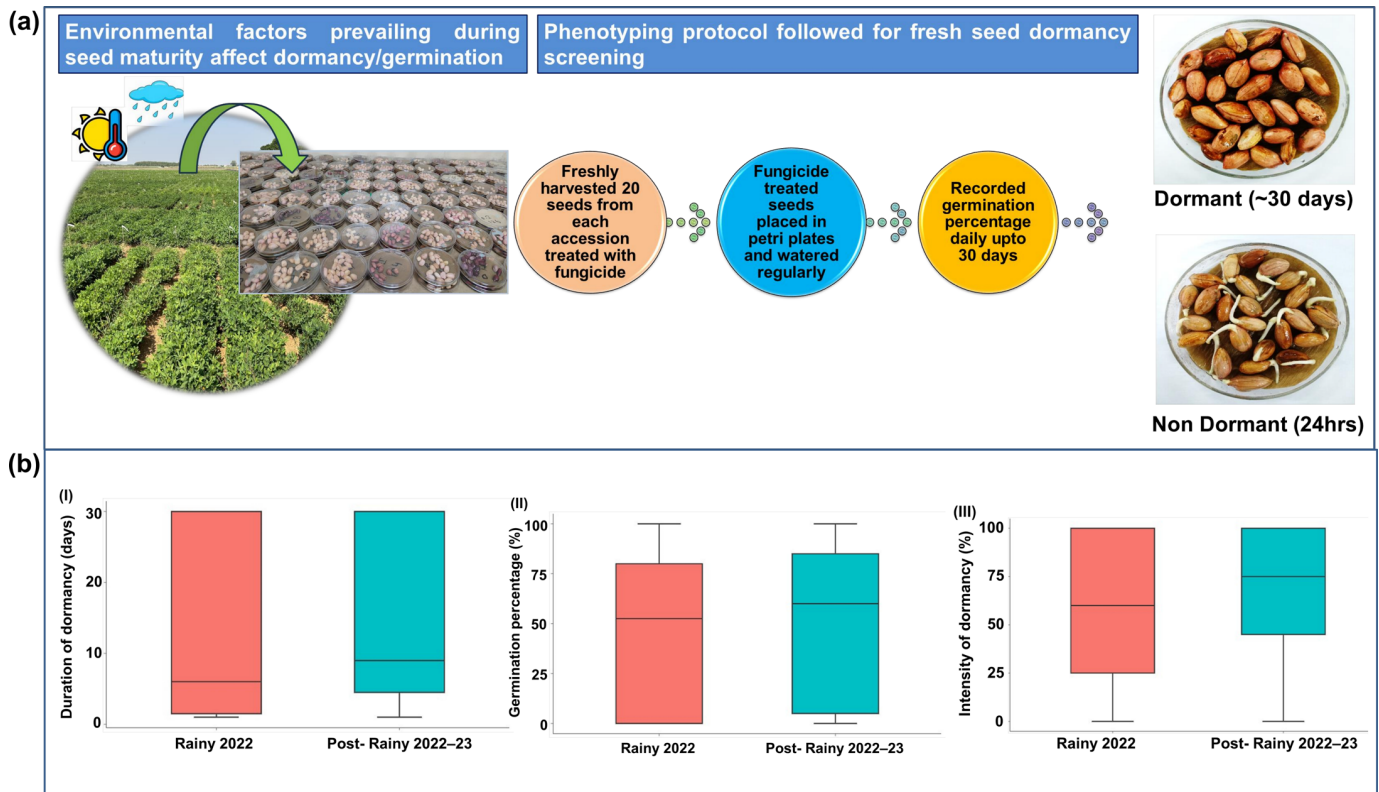 (a)
Environmental factors prevailing during
seed maturity affect dormancy/germination
Phenotyping protocol followed for fresh seed dormancy
screening
Freshly
harvested 20
seeds from
each
accession
treated with
fungicide
Fungicide
treated
seeds
placed in
petri plates
and watered
regularly
Recorded
germination
percentage
daily upto
30 days
Dormant (~30 days)
Non Dormant (24hrs)
(b)
(I)
Duration of dormancy (days)
30
20
10
0
Rainy 2022
Post- Rainy 2022–23
(II)
Germination percentage (%)
100
75
50
25
0
Rainy 2022
Post- Rainy 2022–23
(III)
Intensity of dormancy (%)
100
75
50
25
0
Rainy 2022
Post- Rainy 2022–23